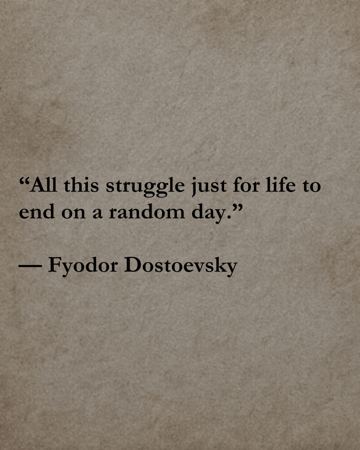 “All this struggle just for life to
end on a random day.”
— Fyodor Dostoevsky